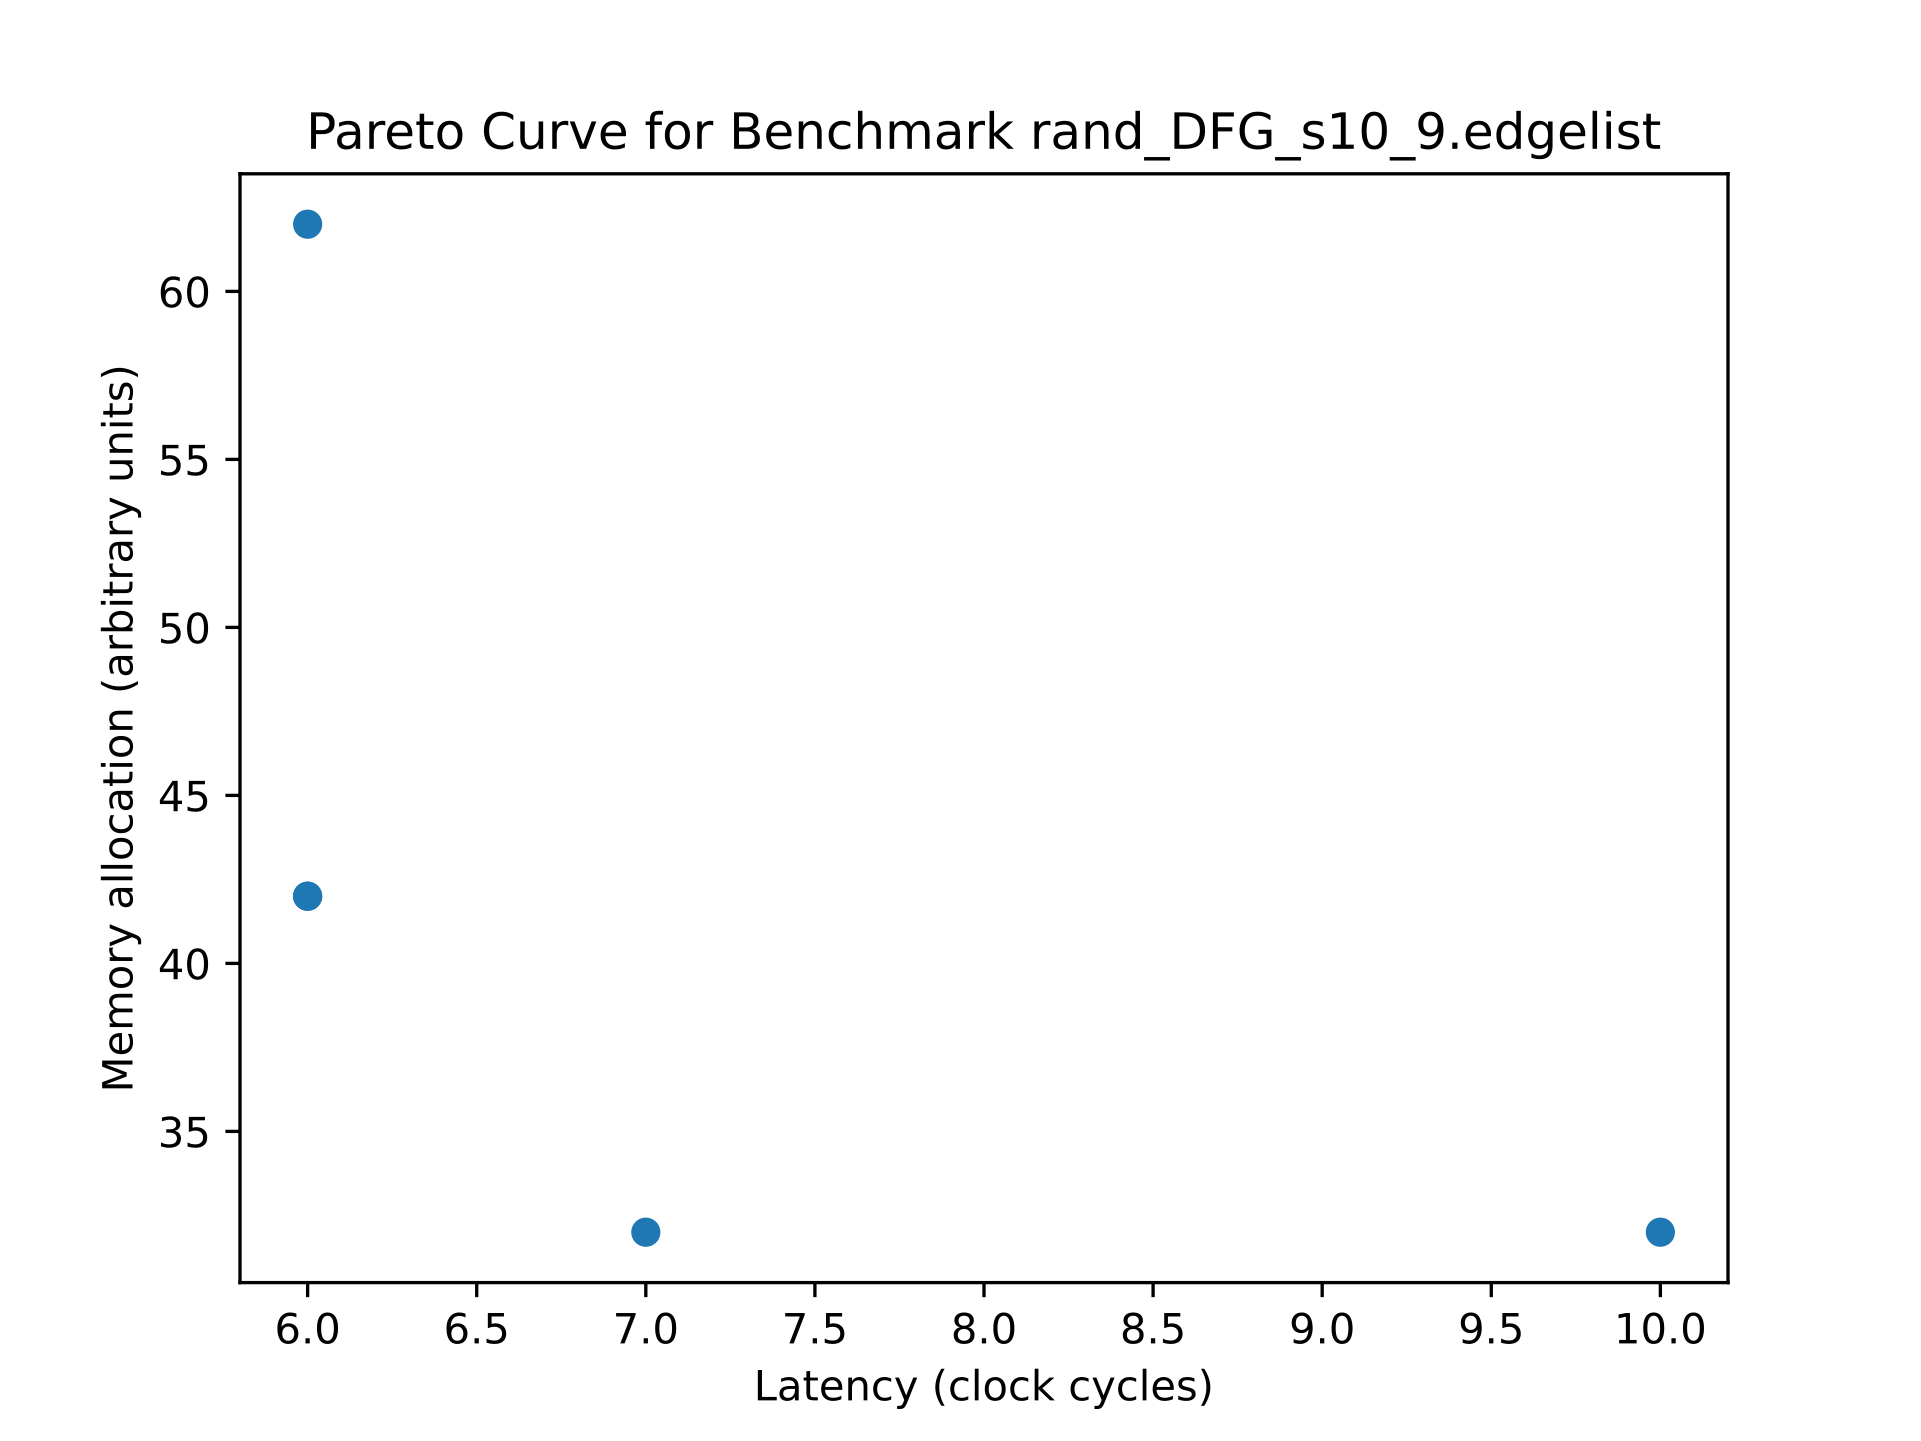 Pareto Curve for Benchmark rand_DFG_s10_9.edgelist
60
55
50
45
40
35
Memory allocation (arbitrary units)
6.0 6.5 7.0 7.5 8.0 8.5 9.0 9.5 10.0
Latency (clock cycles)